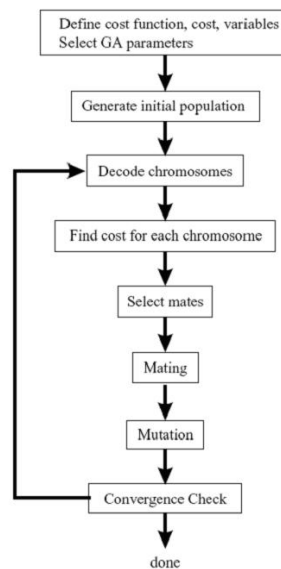 Define cost function, cost, variables
Select GA parameters
Generate initial population
Decode chromosomes
Find cost for each chromosome
Select mates
Mating
Mutation
Convergence Check
done